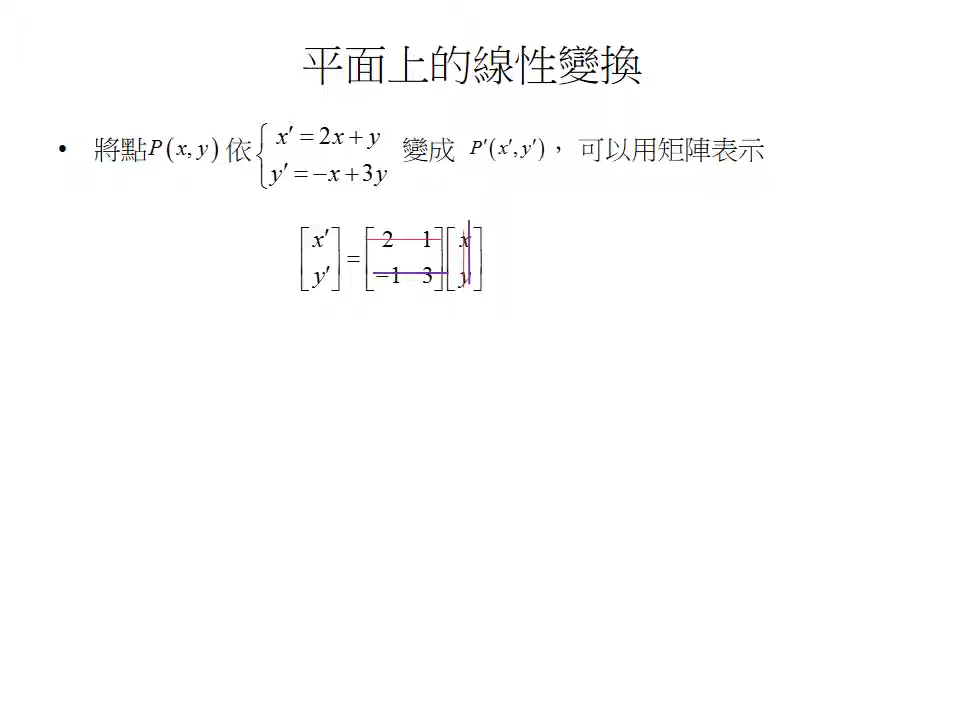 平面上的線性變換
• 將點P(x, y) 依 { x′ = 2x + y
y′ = −x + 3y 變成 P′(x′, y′)， 可以用矩陣表示
[x′] = [2 1][x]
[y′] [−1 3][y]